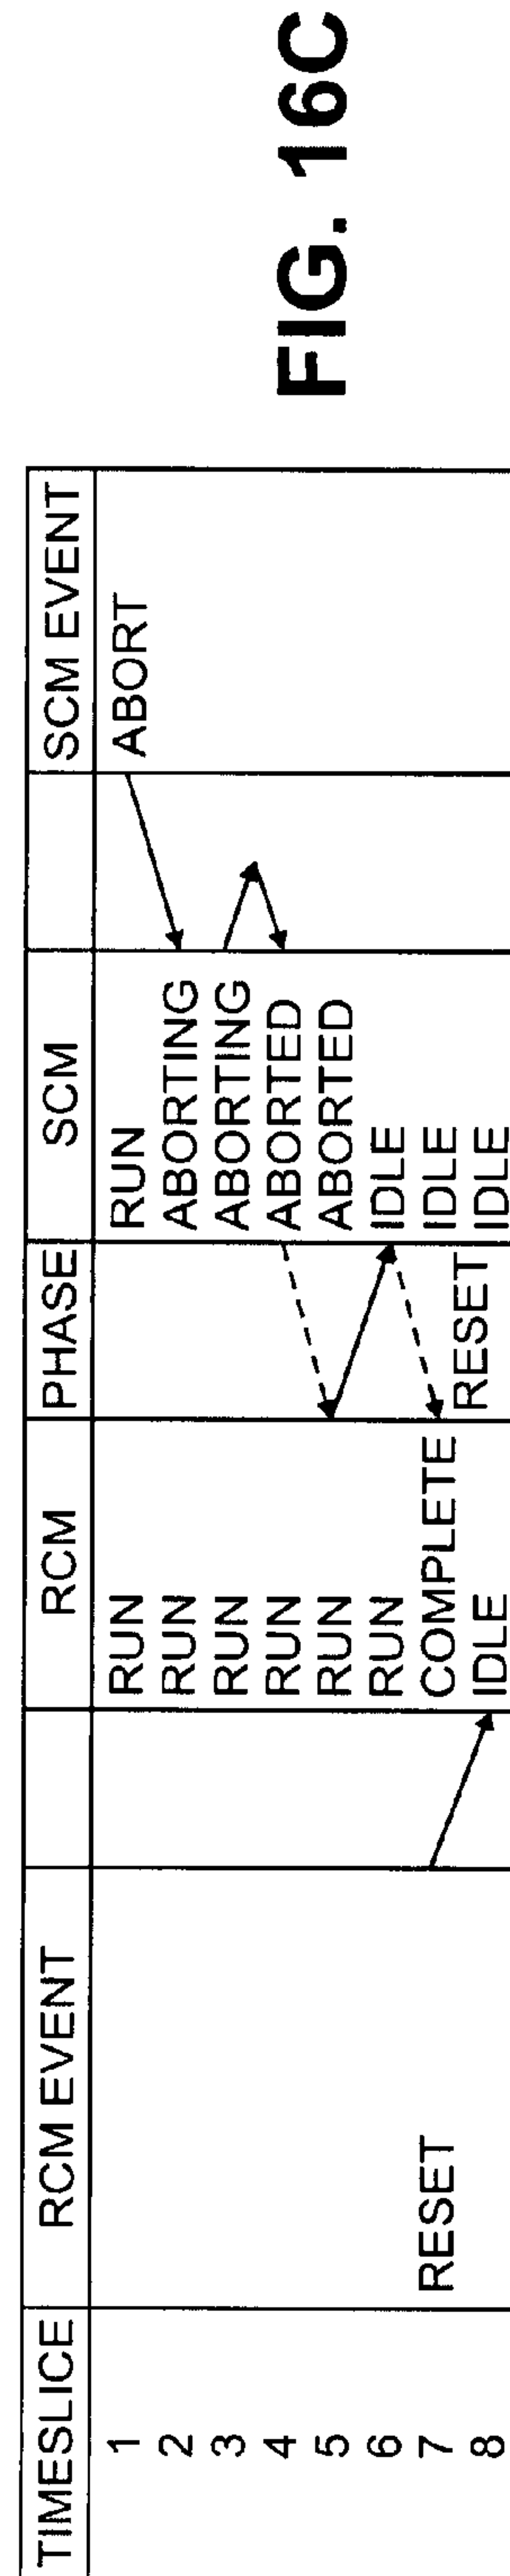 TIMESLICE RCM EVENT RCM PHASE SCM SCM EVENT
1 RUN RUN ABORT
2 RUN ABORTING
3 RUN ABORTING
4 RUN ABORTED
5 RUN ABORTED
6 RUN IDLE
7 RESET COMPLETE IDLE
8 IDLE RESET IDLE
FIG. 16C